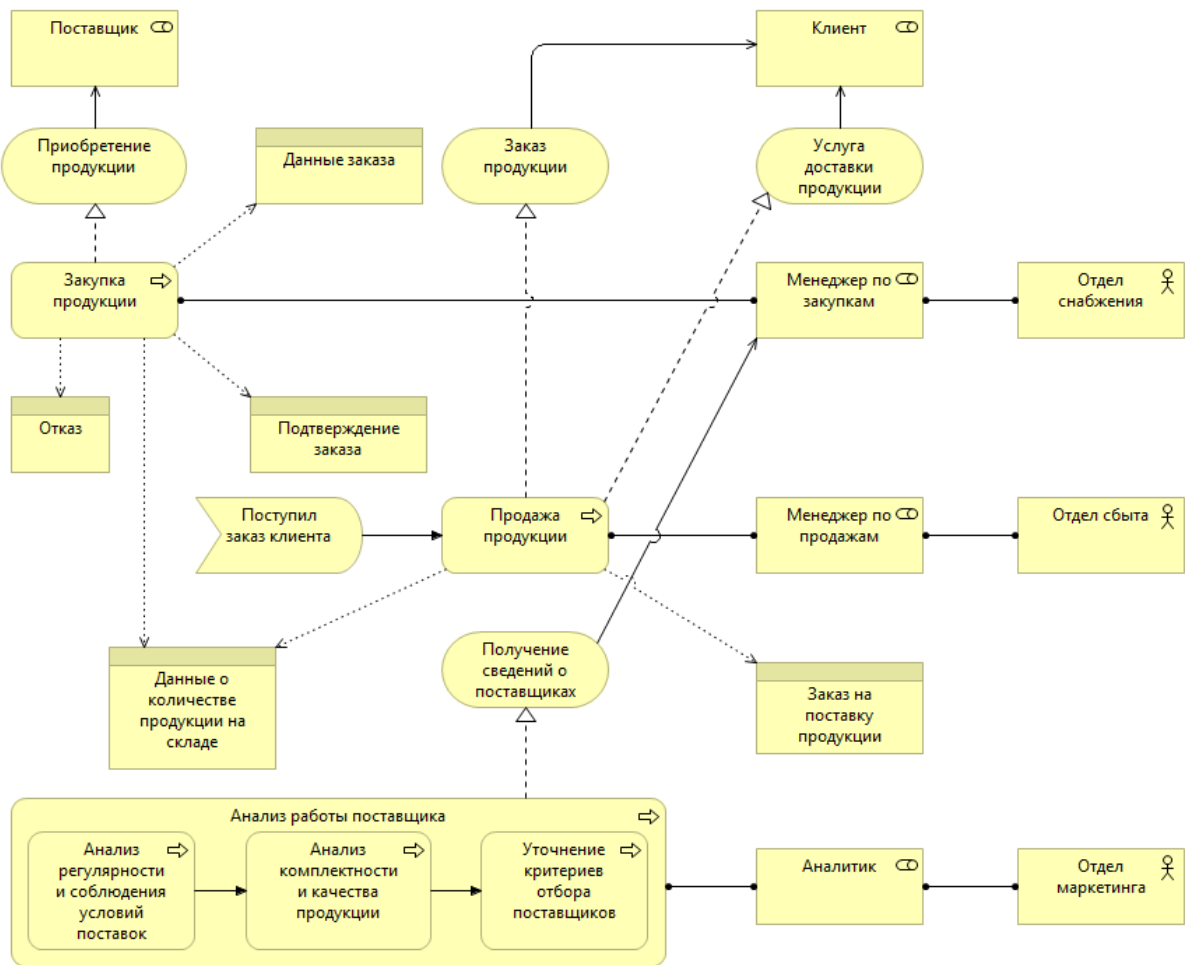 Поставщик
Клиент
Приобретение
продукции
Данные заказа
Заказ
продукции
Услуга
доставки
продукции
Закупка
продукции
Менеджер по
закупкам
Отдел
снабжения
Отказ
Подтверждение
заказа
Поступил
заказ клиента
Продажа
продукции
Менеджер по
продажам
Отдел сбыта
Данные о
количестве
продукции на
складе
Получение
сведений о
поставщиках
Заказ на
поставку
продукции
Анализ работы поставщика
Анализ
регулярности
и соблюдения
условий
поставок
Анализ
комплектности
и качества
продукции
Уточнение
критериев
отбора
поставщиков
Аналитик
Отдел
маркетинга